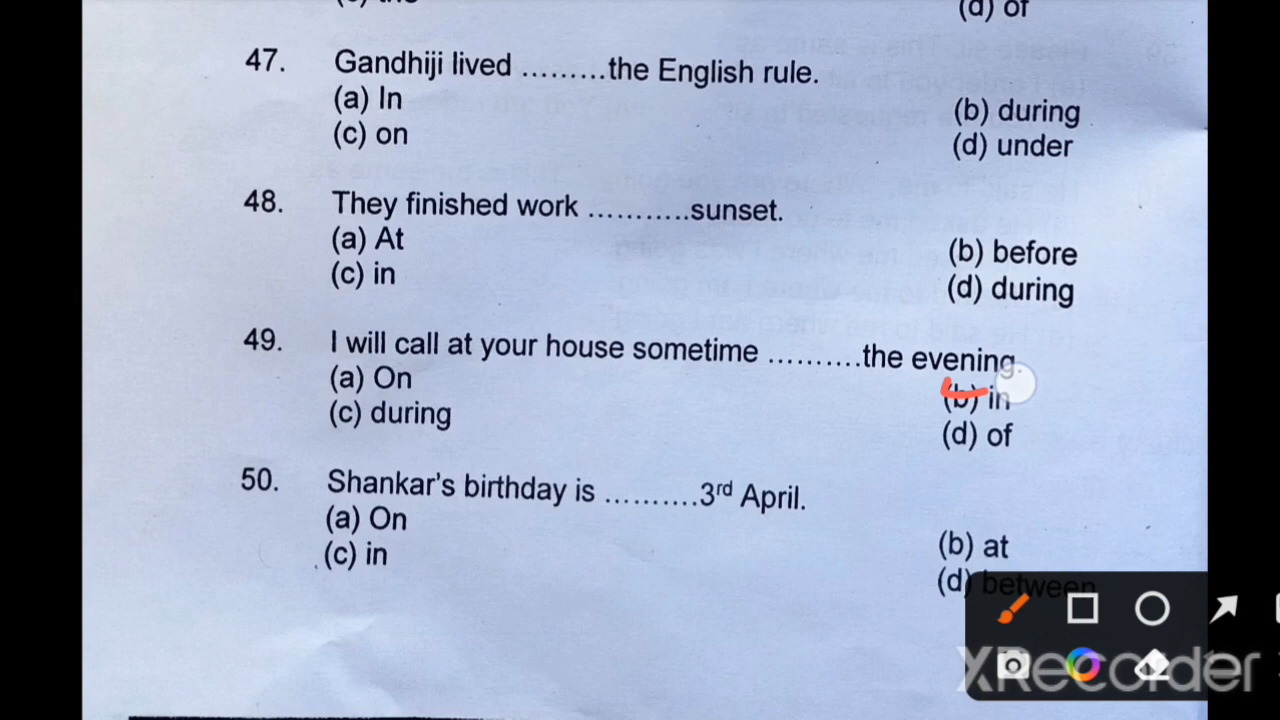 (d) of
47. Gandhiji lived .........the English rule.
(a) In (b) during
(c) on (d) under
48. They finished work ...........sunset.
(a) At (b) before
(c) in (d) during
49. I will call at your house sometime ..........the evening.
(a) On (b) in
(c) during (d) of
50. Shankar's birthday is ..........3rd April.
(a) On (b) at
(c) in (d) between
XRecorder